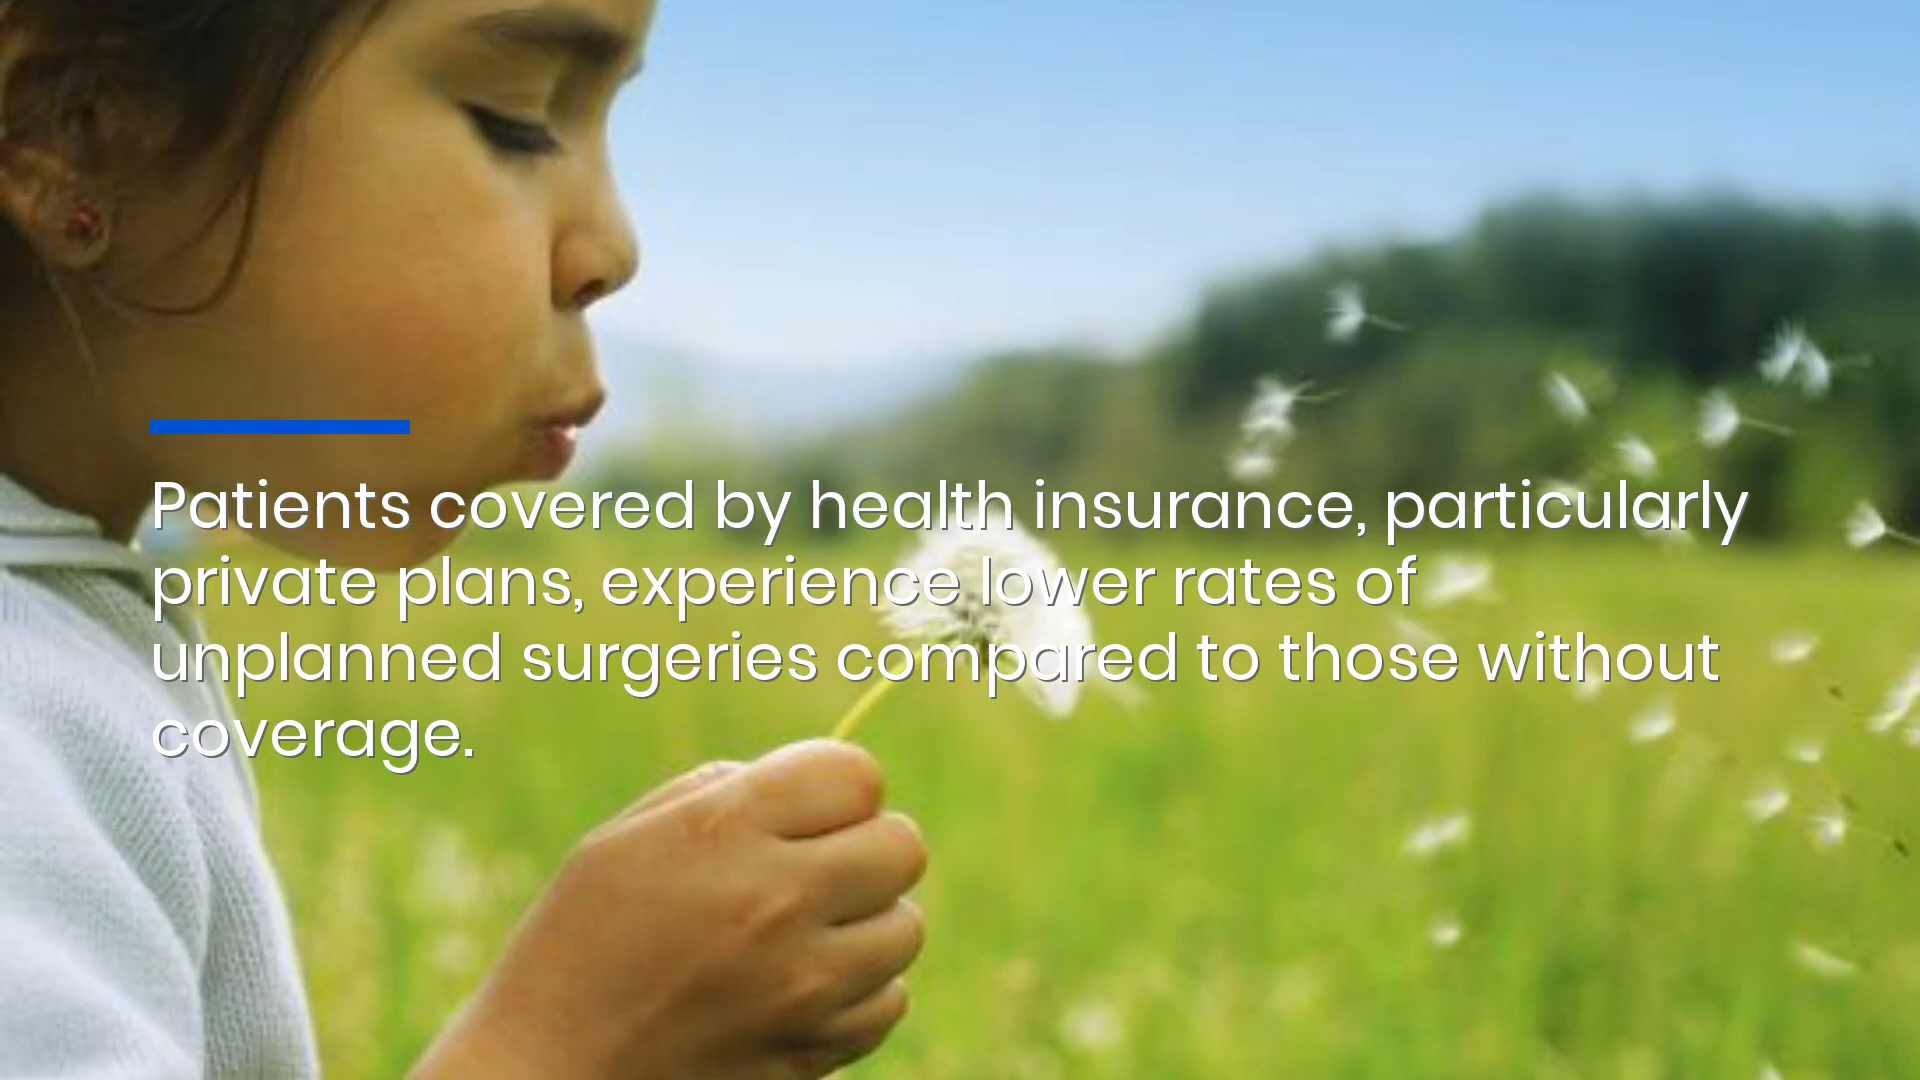 Patients covered by health insurance, particularly
private plans, experience lower rates of
unplanned surgeries compared to those without
coverage.